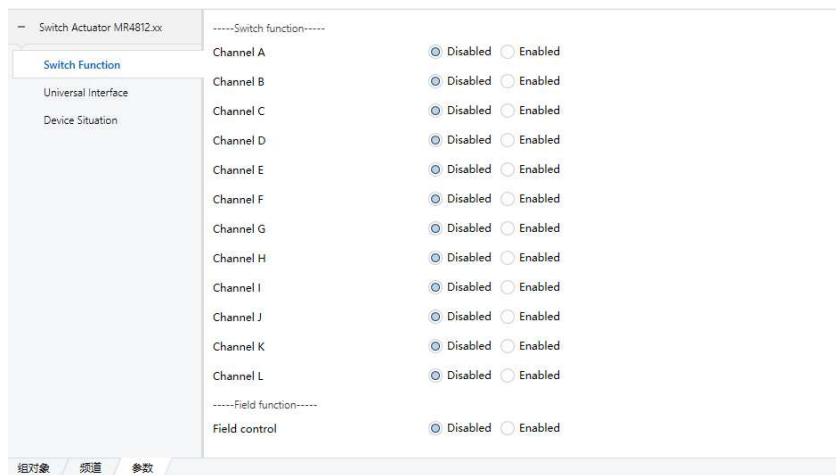 Switch Actuator MR4812.xx
Switch Function
Universal Interface
Device Situation
-----Switch function-----
Channel A Disabled Enabled
Channel B Disabled Enabled
Channel C Disabled Enabled
Channel D Disabled Enabled
Channel E Disabled Enabled
Channel F Disabled Enabled
Channel G Disabled Enabled
Channel H Disabled Enabled
Channel I Disabled Enabled
Channel J Disabled Enabled
Channel K Disabled Enabled
Channel L Disabled Enabled
-----Field function-----
Field control Disabled Enabled
组对象 频道 参数